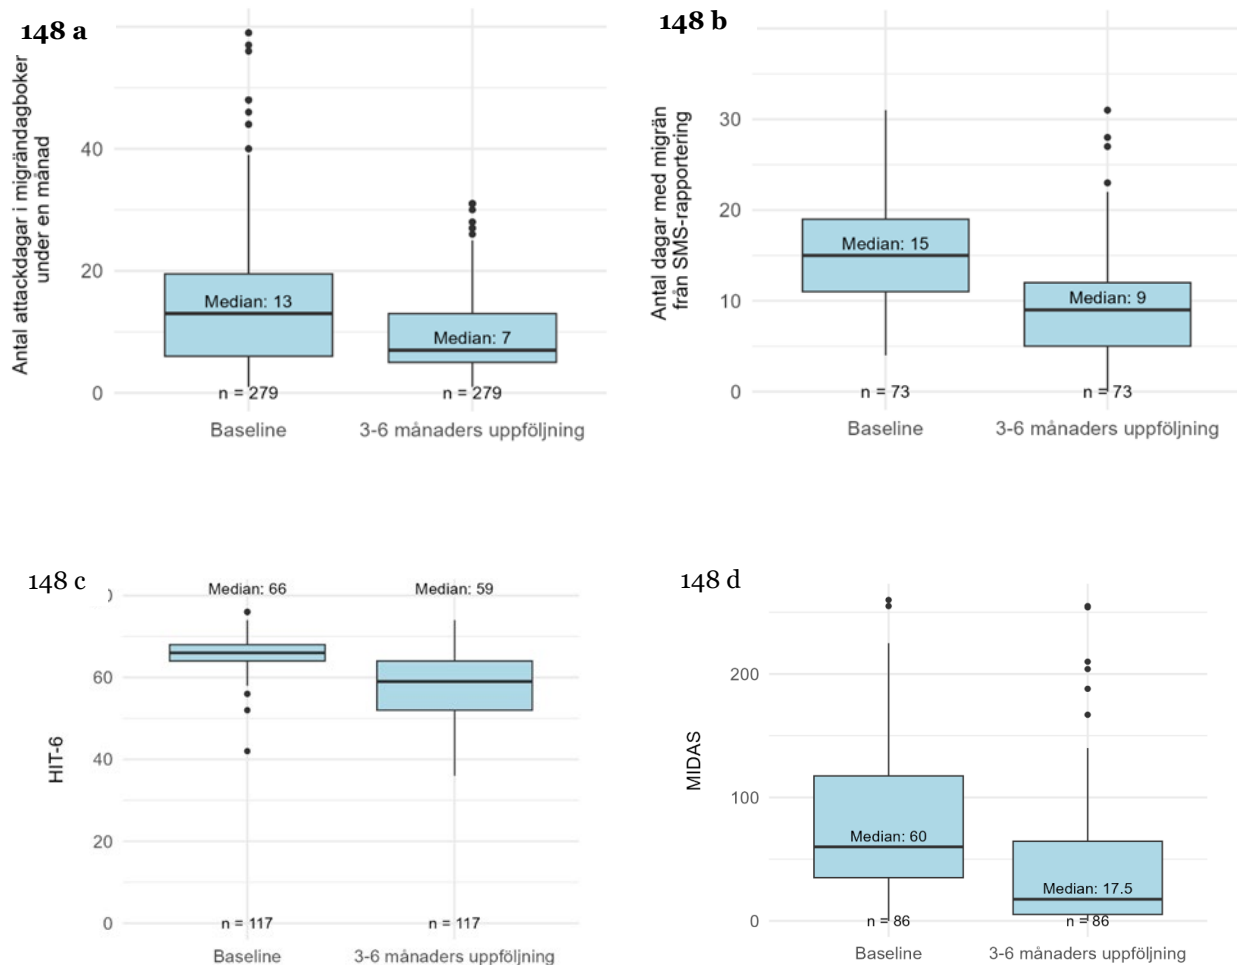 148 a
Antal attackdagar i migrändagboker
under en månad
40
20
0
Median: 13
Median: 7
n = 279
n = 279
Baseline
3-6 månaders uppföljning
148 b
Antal dagar med migrän
från SMS-rapportering
30
20
10
0
Median: 15
Median: 9
n = 73
n = 73
Baseline
3-6 månaders uppföljning
148 c
HIT-6
60
40
20
0
Median: 66
Median: 59
n = 117
n = 117
Baseline
3-6 månaders uppföljning
148 d
MIDAS
200
100
0
Median: 60
Median: 17.5
n = 86
n = 86
Baseline
3-6 månaders uppföljning